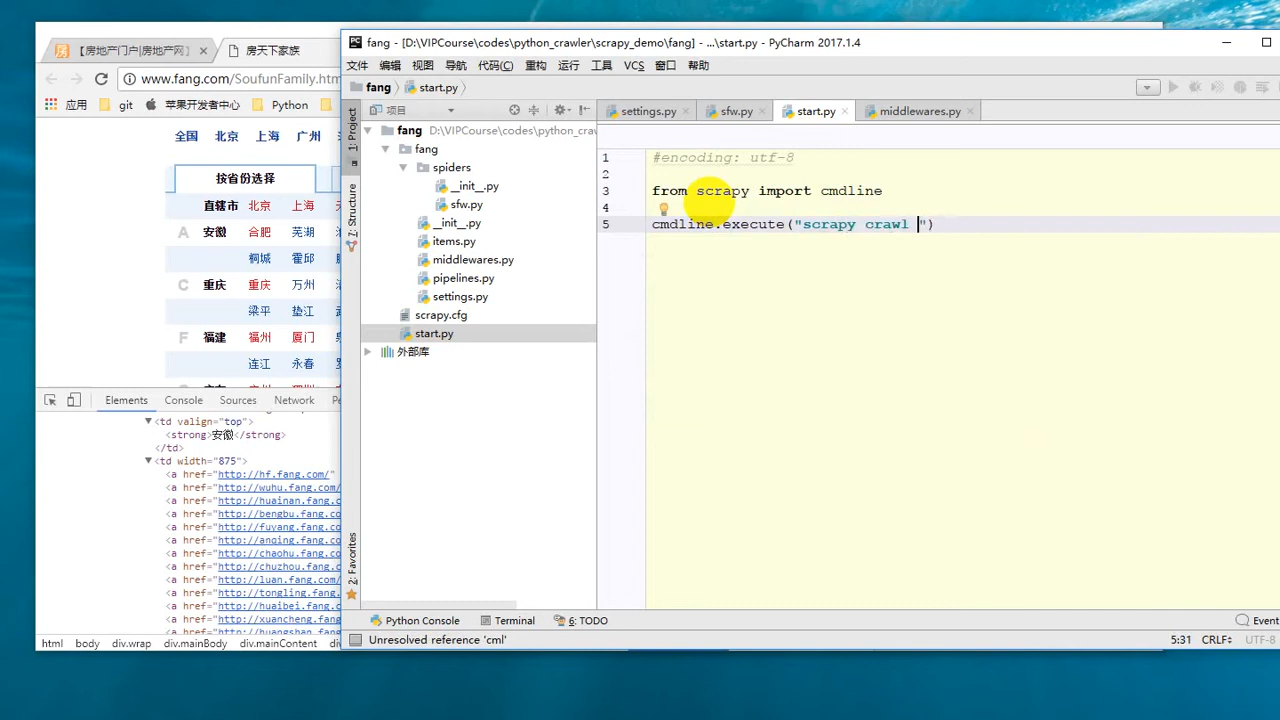 【房地产门户|房地产网】
房天下家族
www.fang.com/SoufunFamily.htm
应用 git 苹果开发者中心 Python
全国 北京 上海 广州
按省份选择
直辖市 北京 上海
A 安徽 合肥 芜湖
桐城 霍邱
C 重庆 重庆 万州
梁平 垫江
F 福建 福州 厦门
连江 永春
Elements Console Sources Network
<td valign="top">
<strong>安徽</strong>
</td>
<td width="875">
<a href="http://hf.fang.com/"
<a href="http://wuhu.fang.com/
<a href="http://huainan.fang.c
<a href="http://bengbu.fang.co
<a href="http://fuyang.fang.co
<a href="http://anqing.fang.co
<a href="http://chaohu.fang.co
<a href="http://chuzhou.fang.c
<a href="http://luan.fang.com/
<a href="http://tongling.fang.
<a href="http://huaibei.fang.c
<a href="http://xuancheng.fang
<a href="http://huangshan.fang
html body div.wrap div.mainBody div.mainContent
fang - [D:\VIPCourse\codes\python_crawler\scrapy_demo\fang] - ...\start.py - PyCharm 2017.1.4
文件 编辑 视图 导航 代码(C) 重构 运行 工具 VCS 窗口 帮助
fang start.py
项目
settings.py sfw.py start.py middlewares.py
1: Project
7: Structure
2: Favorites
fang D:\VIPCourse\codes\python_craw
fang
spiders
__init__.py
sfw.py
__init__.py
items.py
middlewares.py
pipelines.py
settings.py
scrapy.cfg
start.py
外部库
1 #encoding: utf-8
2
3 from scrapy import cmdline
4
5 cmdline.execute("scrapy crawl ")
Python Console Terminal 6: TODO Event
Unresolved reference 'cml' 5:31 CRLF UTF-8